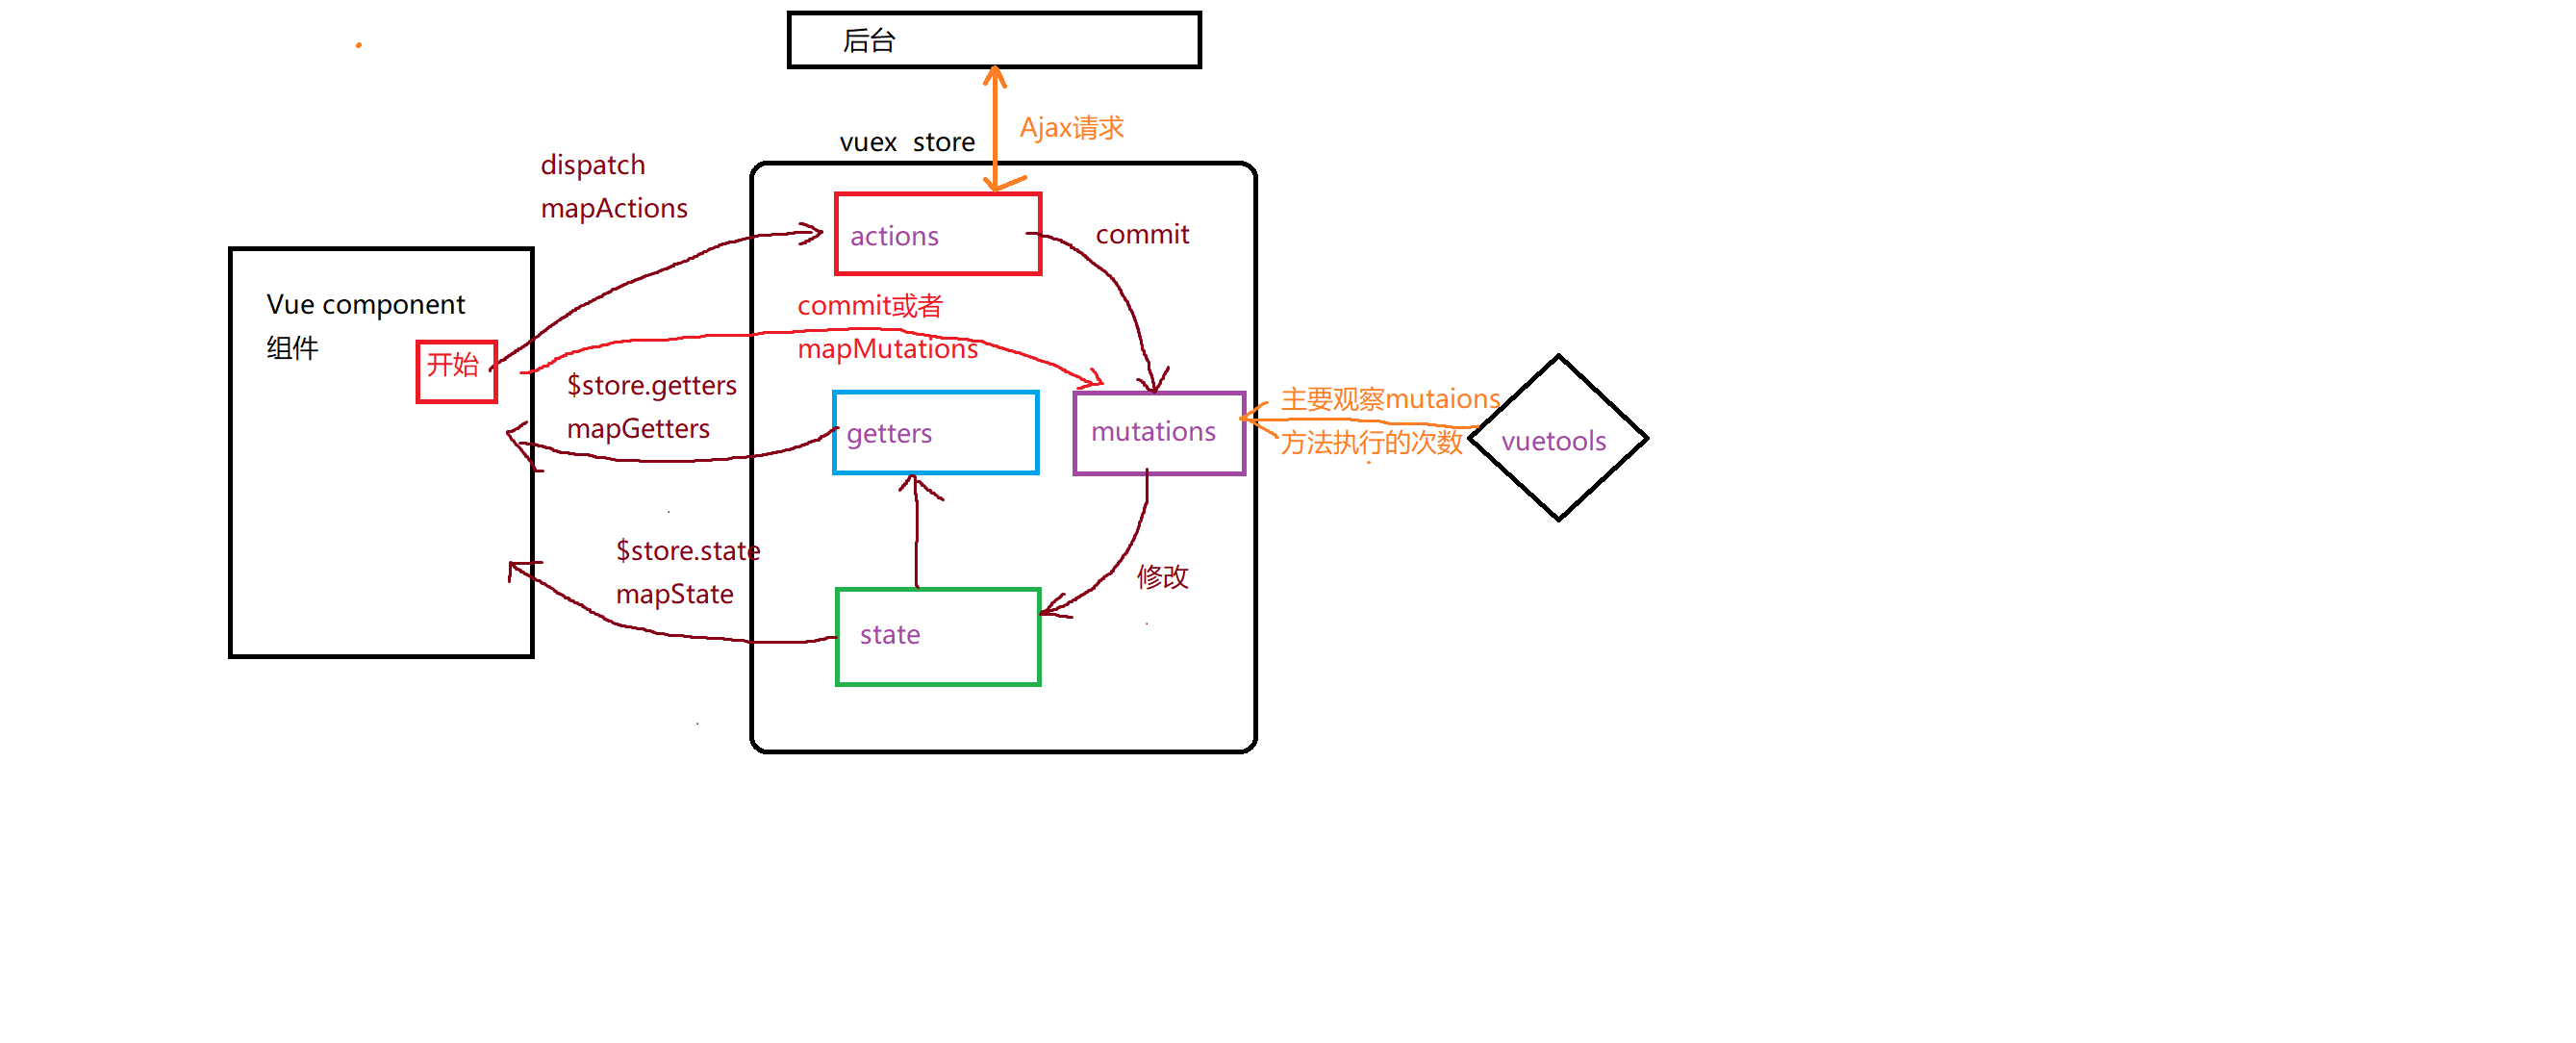 后台
Ajax请求
vuex  store
dispatch
mapActions
actions
commit
Vue component
组件
开始
commit或者
mapMutations
$store.getters
mapGetters
getters
mutations
主要观察mutaions
方法执行的次数
vuetools
$store.state
mapState
修改
state